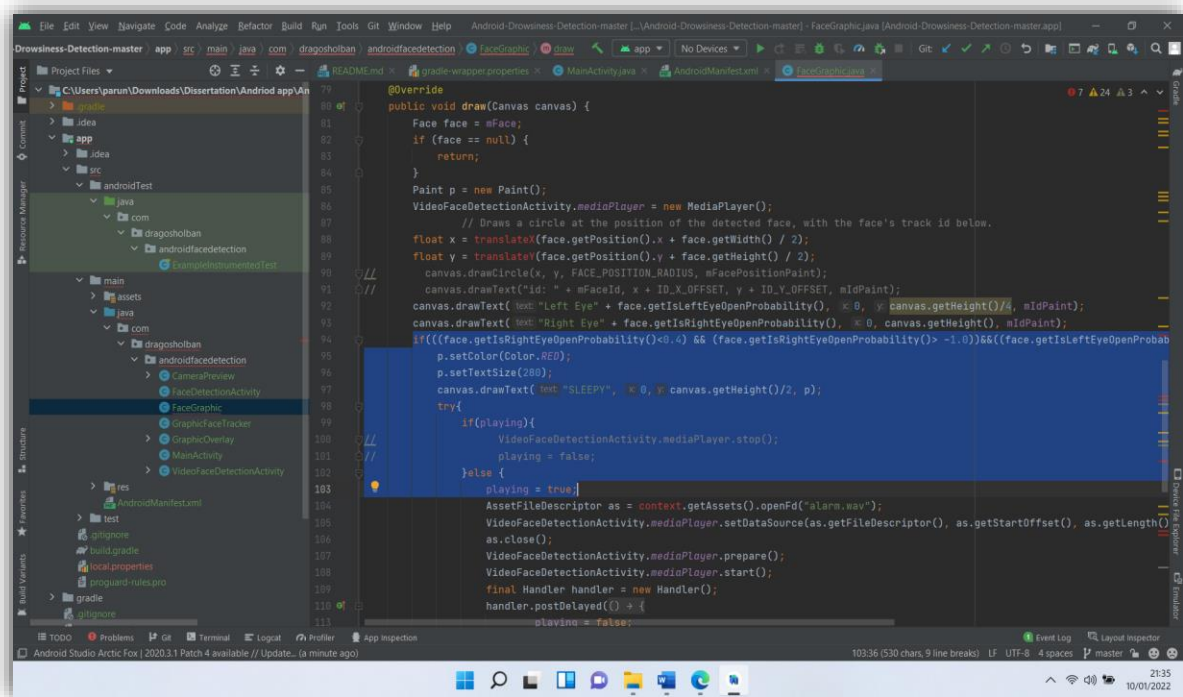 File Edit View Navigate Code Analyze Refactor Build Run Tools Git Window Help Android-Drowsiness-Detection-master [...\Android-Drowsiness-Detection-master] - FaceGraphic.java [Android-Drowsiness-Detection-master.app]
-Drowsiness-Detection-master app src main java com dragosholban androidfacedetection FaceGraphic draw app No Devices Git:
Project Files README.md gradle-wrapper.properties MainActivity.java AndroidManifest.xml FaceGraphic.java
C:\Users\parun\Downloads\Dissertation\Andriod app\An
.gradle
.idea
app
.idea
src
androidTest
java
com
dragosholban
androidfacedetection
ExampleInstrumentedTest
main
assets
java
com
dragosholban
androidfacedetection
CameraPreview
FaceDetectionActivity
FaceGraphic
GraphicFaceTracker
GraphicOverlay
MainActivity
VideoFaceDetectionActivity
res
AndroidManifest.xml
test
.gitignore
build.gradle
local.properties
proguard-rules.pro
gradle
.gitignore
Project
Commit
Resource Manager
Structure
Favorites
Build Variants
7 24 3
79 @Override
80 public void draw(Canvas canvas) {
81 Face face = mFace;
82 if (face == null) {
83 return;
84 }
85 Paint p = new Paint();
86 VideoFaceDetectionActivity.mediaPlayer = new MediaPlayer();
87 // Draws a circle at the position of the detected face, with the face's track id below.
88 float x = translateX(face.getPosition().x + face.getWidth() / 2);
89 float y = translateY(face.getPosition().y + face.getHeight() / 2);
90 // canvas.drawCircle(x, y, FACE_POSITION_RADIUS, mFacePositionPaint);
91 // canvas.drawText("id: " + mFaceId, x + ID_X_OFFSET, y + ID_Y_OFFSET, mIdPaint);
92 canvas.drawText( text: "Left Eye" + face.getIsLeftEyeOpenProbability(), x: 0, y: canvas.getHeight()/4, mIdPaint);
93 canvas.drawText( text: "Right Eye" + face.getIsRightEyeOpenProbability(), x: 0, canvas.getHeight(), mIdPaint);
94 if(((face.getIsRightEyeOpenProbability()<0.4) && (face.getIsRightEyeOpenProbability()> -1.0))&&((face.getIsLeftEyeOpenProbab
95 p.setColor(Color.RED);
96 p.setTextSize(280);
97 canvas.drawText( text: "SLEEPY", x: 0, y: canvas.getHeight()/2, p);
98 try{
99 if(playing){
100 // VideoFaceDetectionActivity.mediaPlayer.stop();
101 // playing = false;
102 }else {
103 playing = true;
104 AssetFileDescriptor as = context.getAssets().openFd("alarm.wav");
105 VideoFaceDetectionActivity.mediaPlayer.setDataSource(as.getFileDescriptor(), as.getStartOffset(), as.getLength()
106 as.close();
107 VideoFaceDetectionActivity.mediaPlayer.prepare();
108 VideoFaceDetectionActivity.mediaPlayer.start();
109 final Handler handler = new Handler();
110 handler.postDelayed(() → {
113 playing = false;
Gradle
Device File Explorer
Emulator
TODO Problems Git Terminal Logcat Profiler App Inspection Event Log Layout Inspector
Android Studio Arctic Fox | 2020.3.1 Patch 4 available // Update... (a minute ago) 103:36 (530 chars, 9 line breaks) LF UTF-8 4 spaces master
21:35
10/01/2022